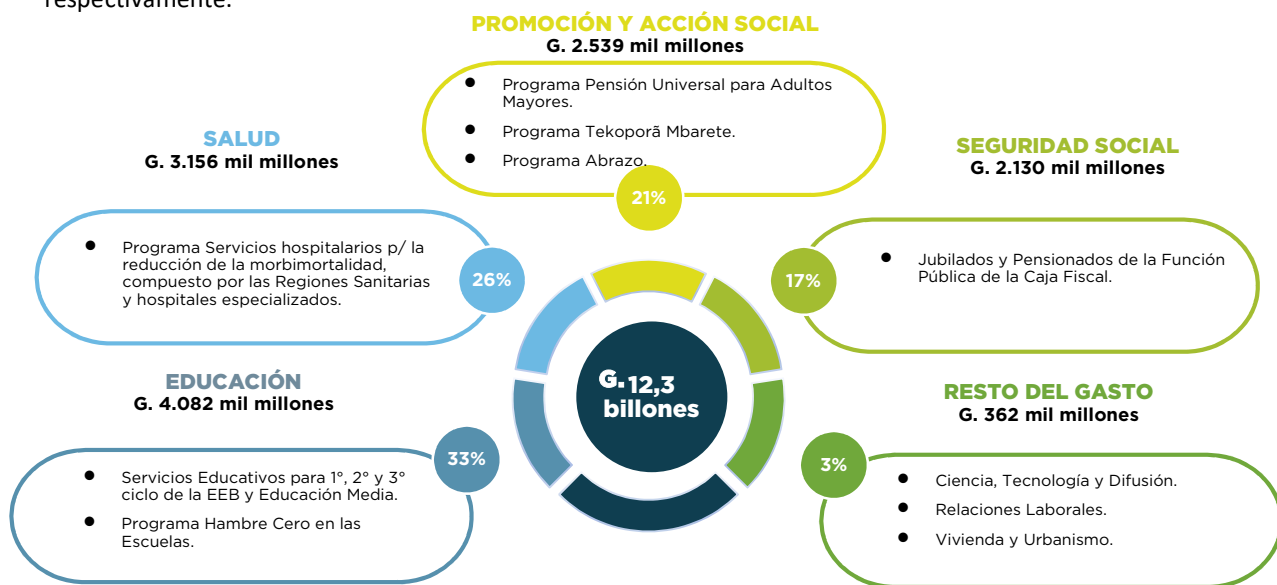 respectivamente.
PROMOCIÓN Y ACCIÓN SOCIAL
G. 2.539 mil millones
● Programa Pensión Universal para Adultos
Mayores.
● Programa Tekoporã Mbarete.
● Programa Abrazo.
21%
SALUD
G. 3.156 mil millones
● Programa Servicios hospitalarios p/ la
reducción de la morbimortalidad,
compuesto por las Regiones Sanitarias
y hospitales especializados.
26%
SEGURIDAD SOCIAL
G. 2.130 mil millones
17%
● Jubilados y Pensionados de la Función
Pública de la Caja Fiscal.
G. 12,3
billones
EDUCACIÓN
G. 4.082 mil millones
33%
● Servicios Educativos para 1°, 2° y 3°
ciclo de la EEB y Educación Media.
● Programa Hambre Cero en las
Escuelas.
RESTO DEL GASTO
G. 362 mil millones
3%
● Ciencia, Tecnología y Difusión.
● Relaciones Laborales.
● Vivienda y Urbanismo.